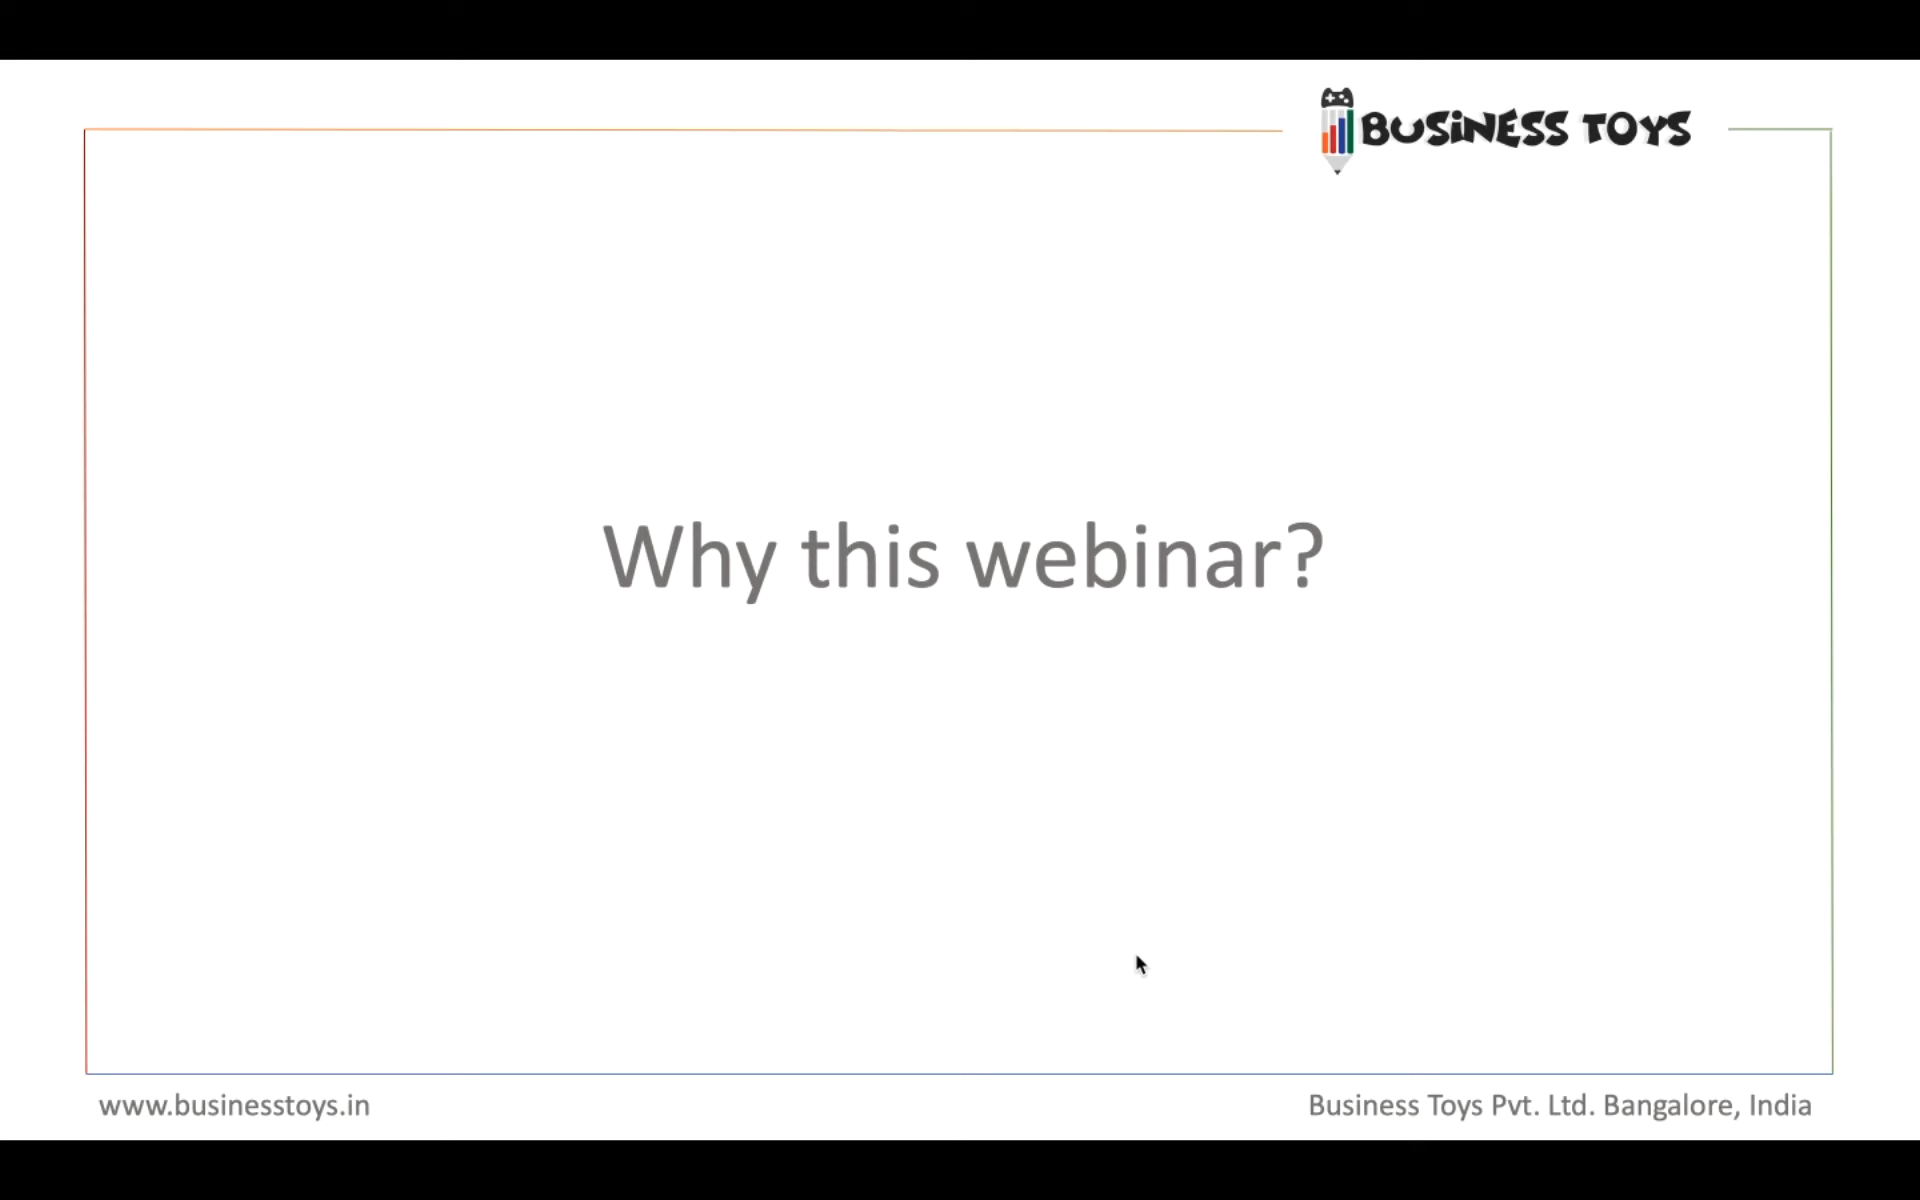 BUSiNESS TOYS
Why this webinar?
www.businesstoys.in
Business Toys Pvt. Ltd. Bangalore, India